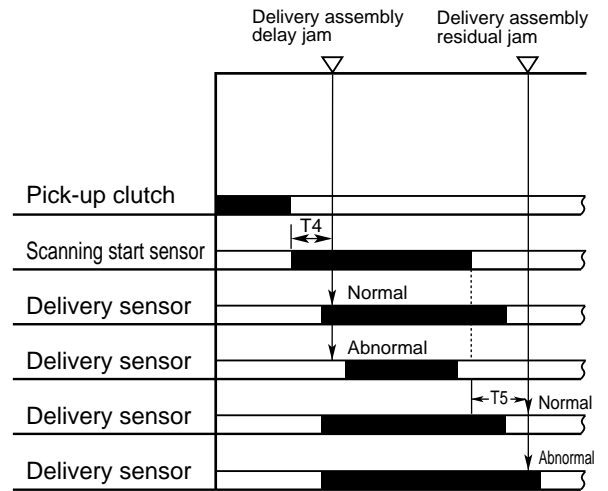 Delivery assembly
delay jam
Delivery assembly
residual jam
Pick-up clutch
T4
Scanning start sensor
Normal
Delivery sensor
Abnormal
Delivery sensor
T5
Normal
Delivery sensor
Abnormal
Delivery sensor